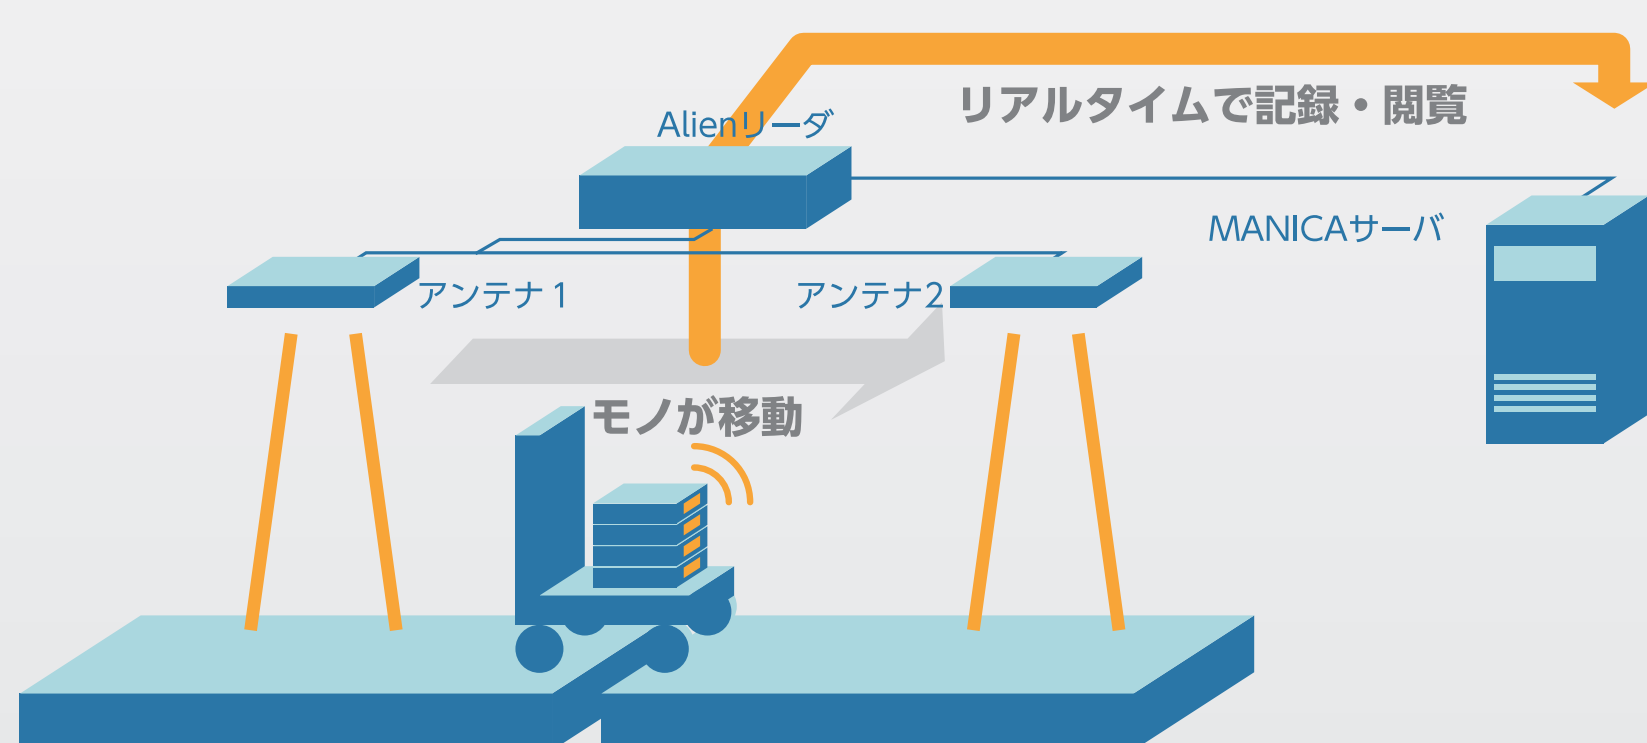 リアルタイムで記録・閲覧
Alienリーダ
MANICAサーバ
アンテナ1
アンテナ2
モノが移動